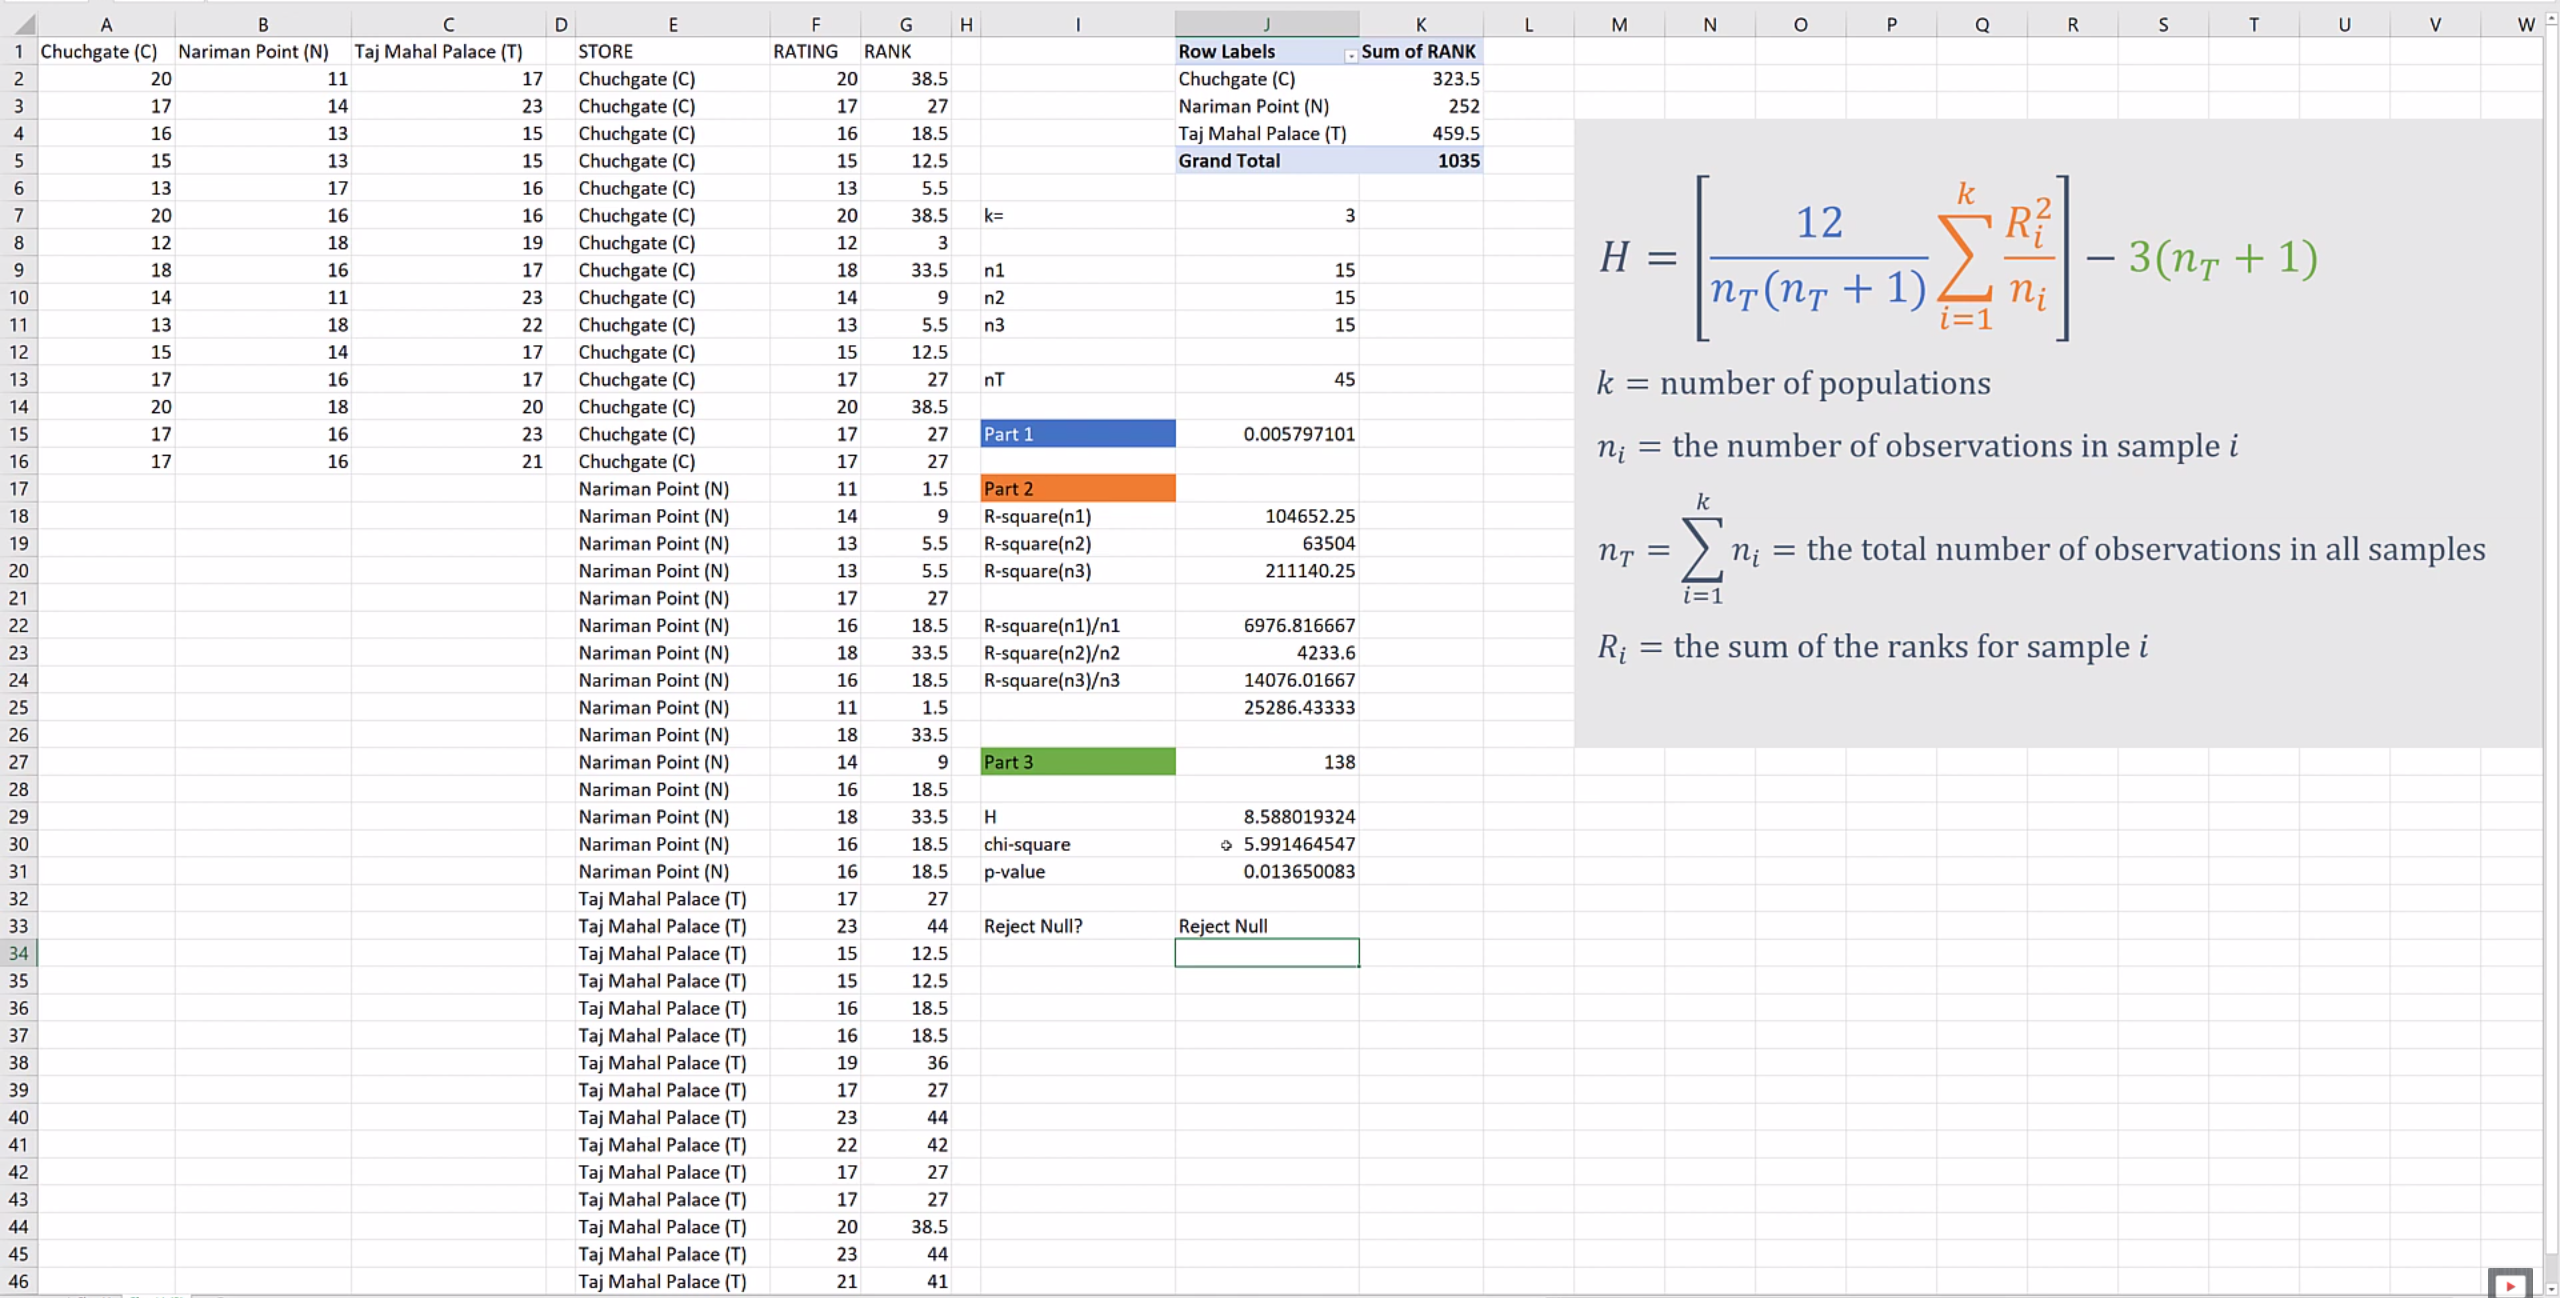 A B C D E F G H I J K L M N O P Q R S T U V W
1 Chuchgate (C) Nariman Point (N) Taj Mahal Palace (T) STORE RATING RANK Row Labels Sum of RANK
2 20 11 17 Chuchgate (C) 20 38.5 Chuchgate (C) 323.5
3 17 14 23 Chuchgate (C) 17 27 Nariman Point (N) 252
4 16 13 15 Chuchgate (C) 16 18.5 Taj Mahal Palace (T) 459.5
5 15 13 15 Chuchgate (C) 15 12.5 Grand Total 1035
6 13 17 16 Chuchgate (C) 13 5.5
7 20 16 16 Chuchgate (C) 20 38.5 k= 3
8 12 18 19 Chuchgate (C) 12 3
9 18 16 17 Chuchgate (C) 18 33.5 n1 15
10 14 11 23 Chuchgate (C) 14 9 n2 15
11 13 18 22 Chuchgate (C) 13 5.5 n3 15
12 15 14 17 Chuchgate (C) 15 12.5
13 17 16 17 Chuchgate (C) 17 27 nT 45
14 20 18 20 Chuchgate (C) 20 38.5
15 17 16 23 Chuchgate (C) 17 27 Part 1 0.005797101
16 17 16 21 Chuchgate (C) 17 27
17 Nariman Point (N) 11 1.5 Part 2
18 Nariman Point (N) 14 9 R-square(n1) 104652.25
19 Nariman Point (N) 13 5.5 R-square(n2) 63504
20 Nariman Point (N) 13 5.5 R-square(n3) 211140.25
21 Nariman Point (N) 17 27
22 Nariman Point (N) 16 18.5 R-square(n1)/n1 6976.816667
23 Nariman Point (N) 18 33.5 R-square(n2)/n2 4233.6
24 Nariman Point (N) 16 18.5 R-square(n3)/n3 14076.01667
25 Nariman Point (N) 11 1.5 25286.43333
26 Nariman Point (N) 18 33.5
27 Nariman Point (N) 14 9 Part 3 138
28 Nariman Point (N) 16 18.5
29 Nariman Point (N) 18 33.5 H 8.588019324
30 Nariman Point (N) 16 18.5 chi-square 5.991464547
31 Nariman Point (N) 16 18.5 p-value 0.013650083
32 Taj Mahal Palace (T) 17 27
33 Taj Mahal Palace (T) 23 44 Reject Null? Reject Null
34 Taj Mahal Palace (T) 15 12.5
35 Taj Mahal Palace (T) 15 12.5
36 Taj Mahal Palace (T) 16 18.5
37 Taj Mahal Palace (T) 16 18.5
38 Taj Mahal Palace (T) 19 36
39 Taj Mahal Palace (T) 17 27
40 Taj Mahal Palace (T) 23 44
41 Taj Mahal Palace (T) 22 42
42 Taj Mahal Palace (T) 17 27
43 Taj Mahal Palace (T) 17 27
44 Taj Mahal Palace (T) 20 38.5
45 Taj Mahal Palace (T) 23 44
46 Taj Mahal Palace (T) 21 41
H = [12 / (n_T(n_T + 1)) ∑_{i=1}^{k} R_i^2 / n_i] − 3(n_T + 1)
k = number of populations
n_i = the number of observations in sample i
n_T = ∑_{i=1}^{k} n_i = the total number of observations in all samples
R_i = the sum of the ranks for sample i